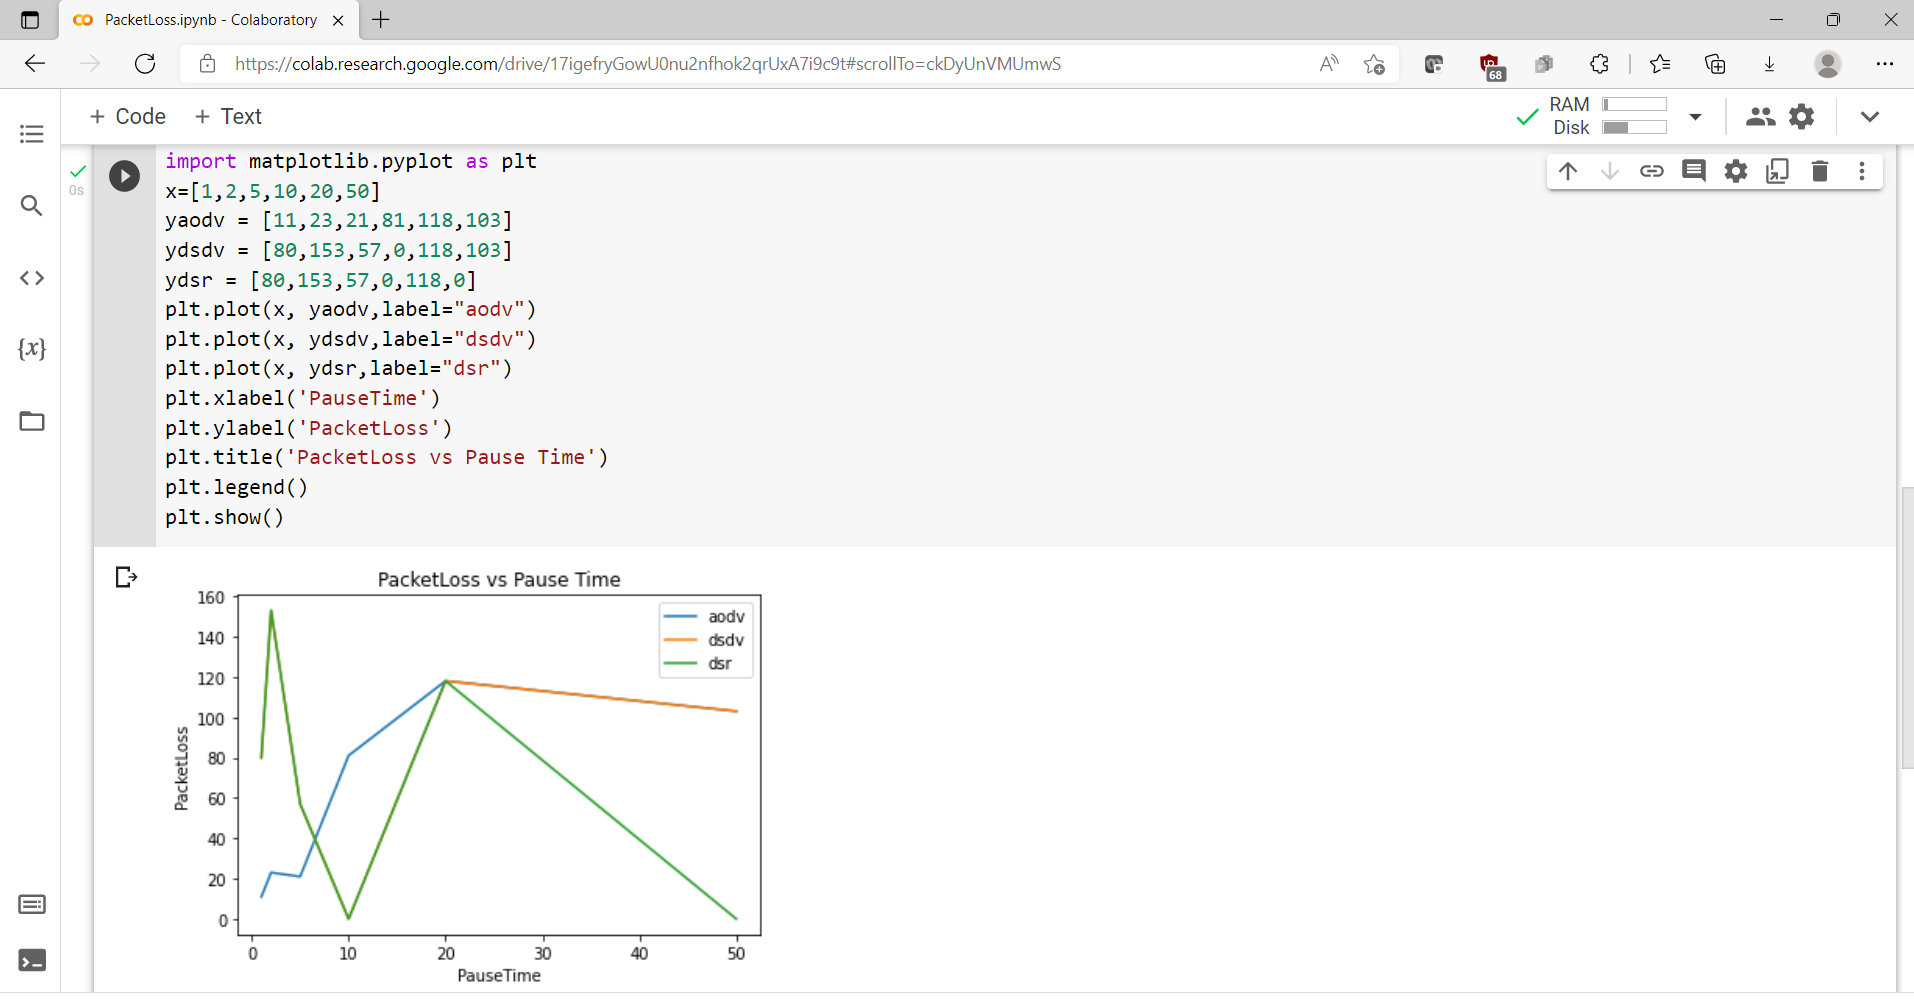 PacketLoss.ipynb - Colaboratory
https://colab.research.google.com/drive/17igefryGowU0nu2nfhok2qrUxA7i9c9t#scrollTo=ckDyUnVMUmwS
68
+ Code + Text
RAM
Disk
0s
import matplotlib.pyplot as plt
x=[1,2,5,10,20,50]
yaodv = [11,23,21,81,118,103]
ydsdv = [80,153,57,0,118,103]
ydsr = [80,153,57,0,118,0]
plt.plot(x, yaodv,label="aodv")
plt.plot(x, ydsdv,label="dsdv")
plt.plot(x, ydsr,label="dsr")
plt.xlabel('PauseTime')
plt.ylabel('PacketLoss')
plt.title('PacketLoss vs Pause Time')
plt.legend()
plt.show()
{x}
PacketLoss vs Pause Time
aodv
dsdv
dsr
160
140
120
100
80
60
40
20
0
PacketLoss
0 10 20 30 40 50
PauseTime